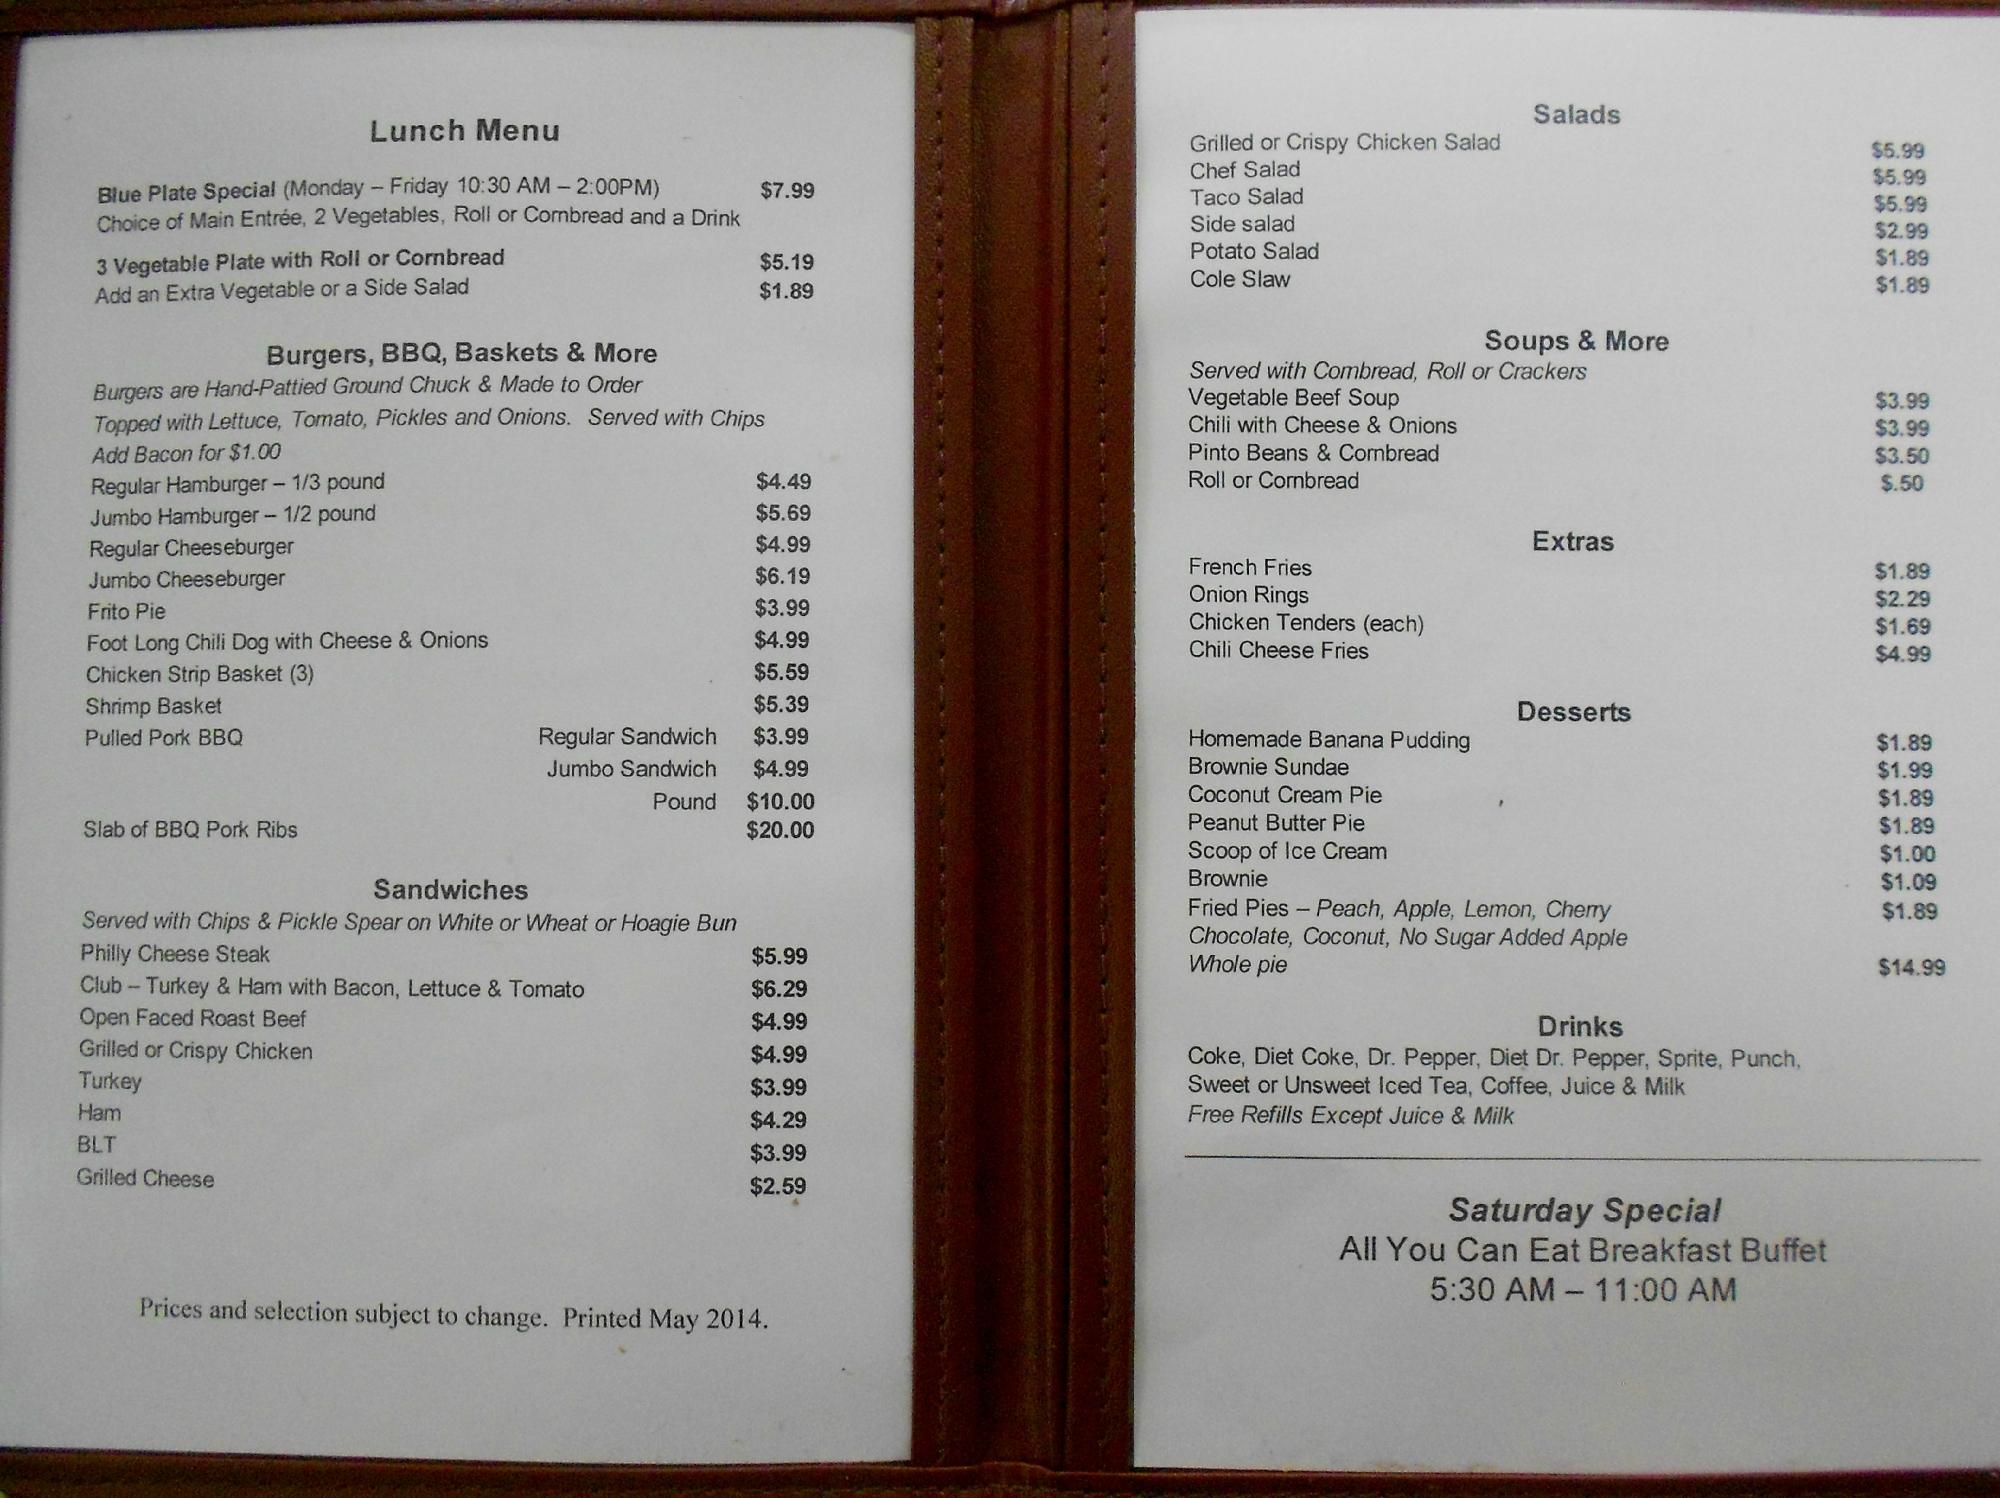 Lunch Menu
Blue Plate Special (Monday – Friday 10:30 AM – 2:00PM) $7.99
Choice of Main Entrée, 2 Vegetables, Roll or Cornbread and a Drink
3 Vegetable Plate with Roll or Cornbread $5.19
Add an Extra Vegetable or a Side Salad $1.89
Burgers, BBQ, Baskets & More
Burgers are Hand-Pattied Ground Chuck & Made to Order
Topped with Lettuce, Tomato, Pickles and Onions. Served with Chips
Add Bacon for $1.00
Regular Hamburger – 1/3 pound $4.49
Jumbo Hamburger – 1/2 pound $5.69
Regular Cheeseburger $4.99
Jumbo Cheeseburger $6.19
Frito Pie $3.99
Foot Long Chili Dog with Cheese & Onions $4.99
Chicken Strip Basket (3) $5.59
Shrimp Basket $5.39
Pulled Pork BBQ Regular Sandwich $3.99
Jumbo Sandwich $4.99
Pound $10.00
Slab of BBQ Pork Ribs $20.00
Sandwiches
Served with Chips & Pickle Spear on White or Wheat or Hoagie Bun
Philly Cheese Steak $5.99
Club – Turkey & Ham with Bacon, Lettuce & Tomato $6.29
Open Faced Roast Beef $4.99
Grilled or Crispy Chicken $4.99
Turkey $3.99
Ham $4.29
BLT $3.99
Grilled Cheese $2.59
Prices and selection subject to change. Printed May 2014.
Salads
Grilled or Crispy Chicken Salad $5.99
Chef Salad $5.99
Taco Salad $5.99
Side salad $2.99
Potato Salad $1.89
Cole Slaw $1.89
Soups & More
Served with Cornbread, Roll or Crackers
Vegetable Beef Soup $3.99
Chili with Cheese & Onions $3.99
Pinto Beans & Cornbread $3.50
Roll or Cornbread $.50
Extras
French Fries $1.89
Onion Rings $2.29
Chicken Tenders (each) $1.69
Chili Cheese Fries $4.99
Desserts
Homemade Banana Pudding $1.89
Brownie Sundae $1.99
Coconut Cream Pie $1.89
Peanut Butter Pie $1.89
Scoop of Ice Cream $1.00
Brownie $1.09
Fried Pies – Peach, Apple, Lemon, Cherry $1.89
Chocolate, Coconut, No Sugar Added Apple
Whole pie $14.99
Drinks
Coke, Diet Coke, Dr. Pepper, Diet Dr. Pepper, Sprite, Punch,
Sweet or Unsweet Iced Tea, Coffee, Juice & Milk
Free Refills Except Juice & Milk
Saturday Special
All You Can Eat Breakfast Buffet
5:30 AM – 11:00 AM